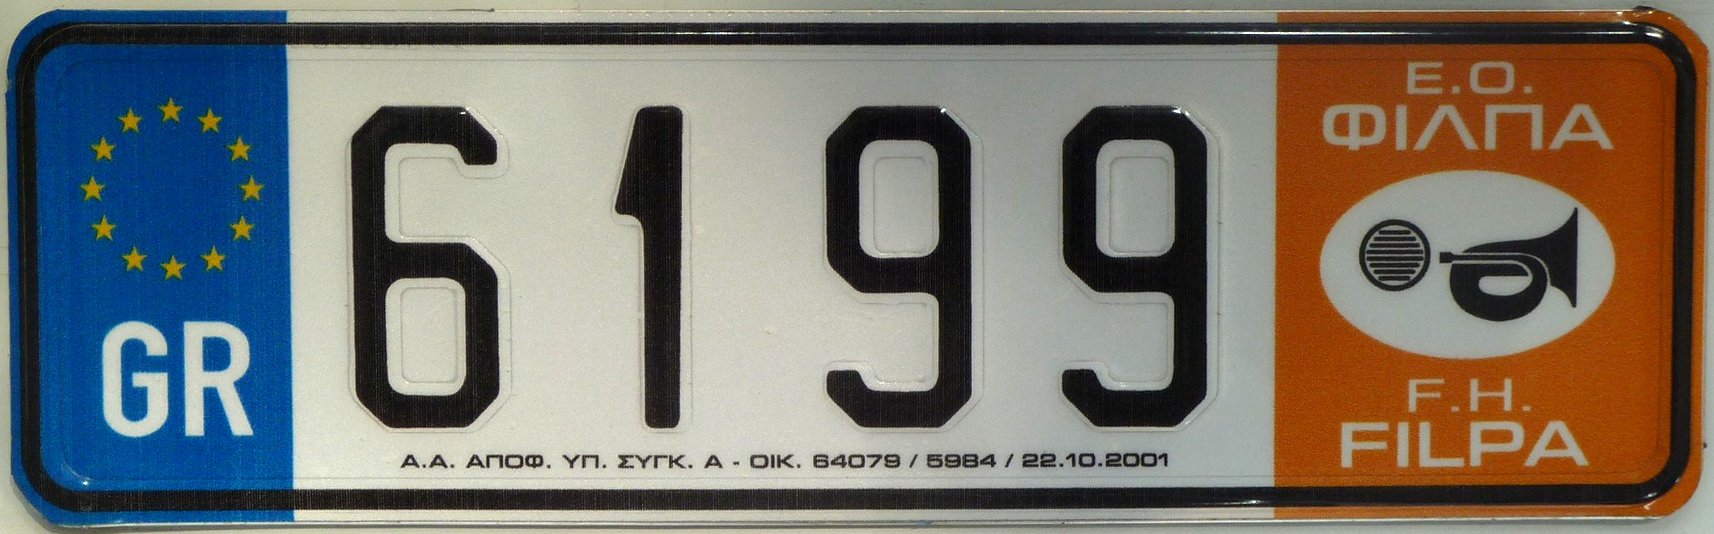 GR
6199
Α.Α. ΑΠΟΦ. ΥΠ. ΣΥΓΚ. Α - ΟΙΚ. 64079 / 5984 / 22.10.2001
Ε.Ο.
ΦΙΛΠΑ
F.H.
FILPA